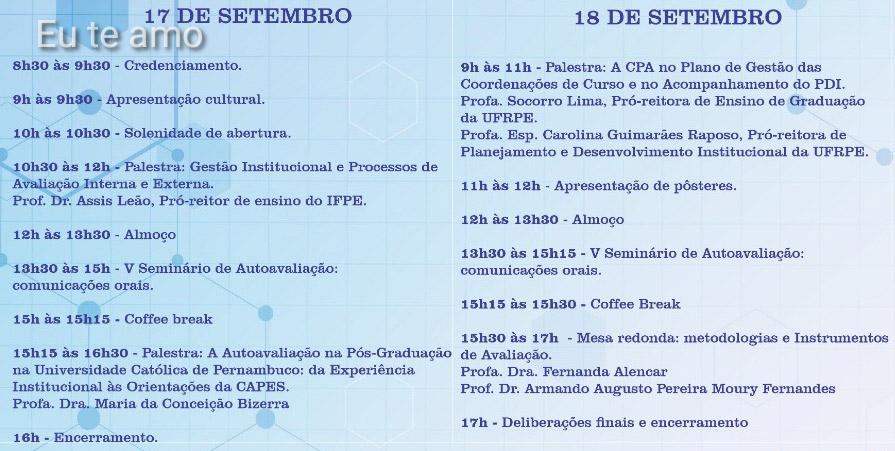 17 DE SETEMBRO
Eu te amo
8h30 às 9h30 - Credenciamento.
9h às 9h30 - Apresentação cultural.
10h às 10h30 - Solenidade de abertura.
10h30 às 12h - Palestra: Gestão Institucional e Processos de
Avaliação Interna e Externa.
Prof. Dr. Assis Leão, Pró-reitor de ensino do IFPE.
12h às 13h30 - Almoço
13h30 às 15h - V Seminário de Autoavaliação:
comunicações orais.
15h às 15h15 - Coffee break
15h15 às 16h30 - Palestra: A Autoavaliação na Pós-Graduação
na Universidade Católica de Pernambuco: da Experiência
Institucional às Orientações da CAPES.
Profa. Dra. Maria da Conceição Bizerra
16h - Encerramento.
18 DE SETEMBRO
9h às 11h - Palestra: A CPA no Plano de Gestão das
Coordenações de Curso e no Acompanhamento do PDI.
Profa. Socorro Lima, Pró-reitora de Ensino de Graduação
da UFRPE.
Profa. Esp. Carolina Guimarães Raposo, Pró-reitora de
Planejamento e Desenvolvimento Institucional da UFRPE.
11h às 12h - Apresentação de pôsteres.
12h às 13h30 - Almoço
13h30 às 15h15 - V Seminário de Autoavaliação:
comunicações orais.
15h15 às 15h30 - Coffee Break
15h30 às 17h - Mesa redonda: metodologias e Instrumentos
de Avaliação.
Profa. Dra. Fernanda Alencar
Prof. Dr. Armando Augusto Pereira Moury Fernandes
17h - Deliberações finais e encerramento